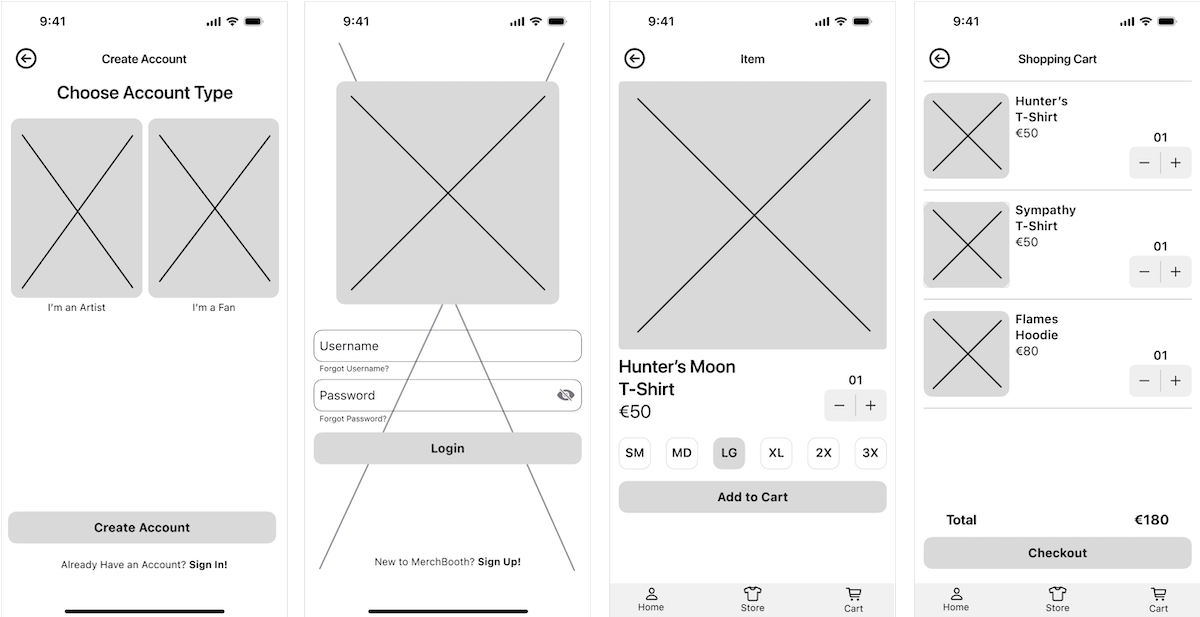 9:41
Create Account
Choose Account Type
I'm an Artist
I'm a Fan
Create Account
Already Have an Account? Sign In!
9:41
Username
Forgot Username?
Password
Forgot Password?
Login
New to MerchBooth? Sign Up!
9:41
Item
Hunter's Moon
T-Shirt
€50
01
− +
SM MD LG XL 2X 3X
Add to Cart
Home Store Cart
9:41
Shopping Cart
Hunter's
T-Shirt
€50
01
− +
Sympathy
T-Shirt
€50
01
− +
Flames
Hoodie
€80
01
− +
Total €180
Checkout
Home Store Cart